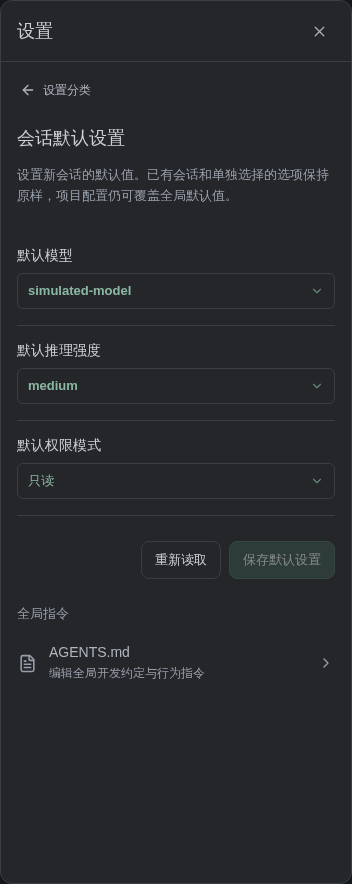 设置
设置分类
会话默认设置
设置新会话的默认值。已有会话和单独选择的选项保持
原样，项目配置仍可覆盖全局默认值。
默认模型
simulated-model
默认推理强度
medium
默认权限模式
只读
重新读取
保存默认设置
全局指令
AGENTS.md
编辑全局开发约定与行为指令